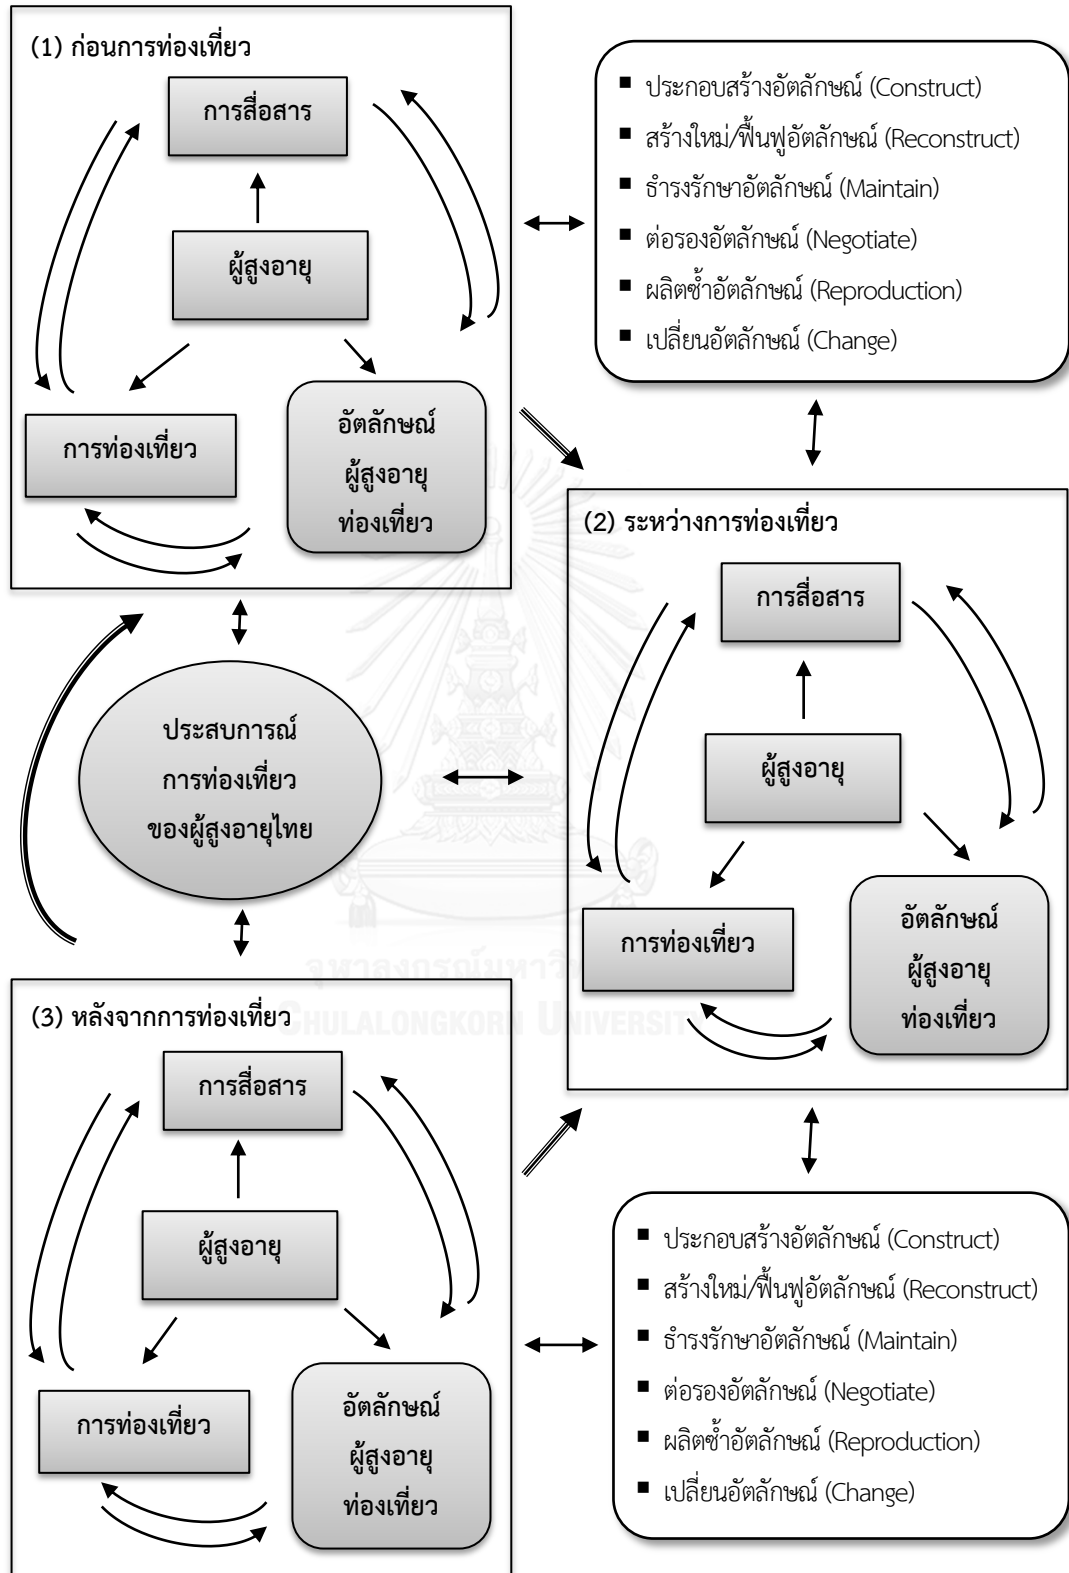 (1) ก่อนการท่องเที่ยว
การสื่อสาร
ผู้สูงอายุ
การท่องเที่ยว
อัตลักษณ์
ผู้สูงอายุ
ท่องเที่ยว
▪ ประกอบสร้างอัตลักษณ์ (Construct)
▪ สร้างใหม่/ฟื้นฟูอัตลักษณ์ (Reconstruct)
▪ ธำรงรักษาอัตลักษณ์ (Maintain)
▪ ต่อรองอัตลักษณ์ (Negotiate)
▪ ผลิตซ้ำอัตลักษณ์ (Reproduction)
▪ เปลี่ยนอัตลักษณ์ (Change)
(2) ระหว่างการท่องเที่ยว
การสื่อสาร
ผู้สูงอายุ
การท่องเที่ยว
อัตลักษณ์
ผู้สูงอายุ
ท่องเที่ยว
ประสบการณ์
การท่องเที่ยว
ของผู้สูงอายุไทย
CHULALONGKORN UNIVERSITY
(3) หลังจากการท่องเที่ยว
การสื่อสาร
ผู้สูงอายุ
การท่องเที่ยว
อัตลักษณ์
ผู้สูงอายุ
ท่องเที่ยว
▪ ประกอบสร้างอัตลักษณ์ (Construct)
▪ สร้างใหม่/ฟื้นฟูอัตลักษณ์ (Reconstruct)
▪ ธำรงรักษาอัตลักษณ์ (Maintain)
▪ ต่อรองอัตลักษณ์ (Negotiate)
▪ ผลิตซ้ำอัตลักษณ์ (Reproduction)
▪ เปลี่ยนอัตลักษณ์ (Change)